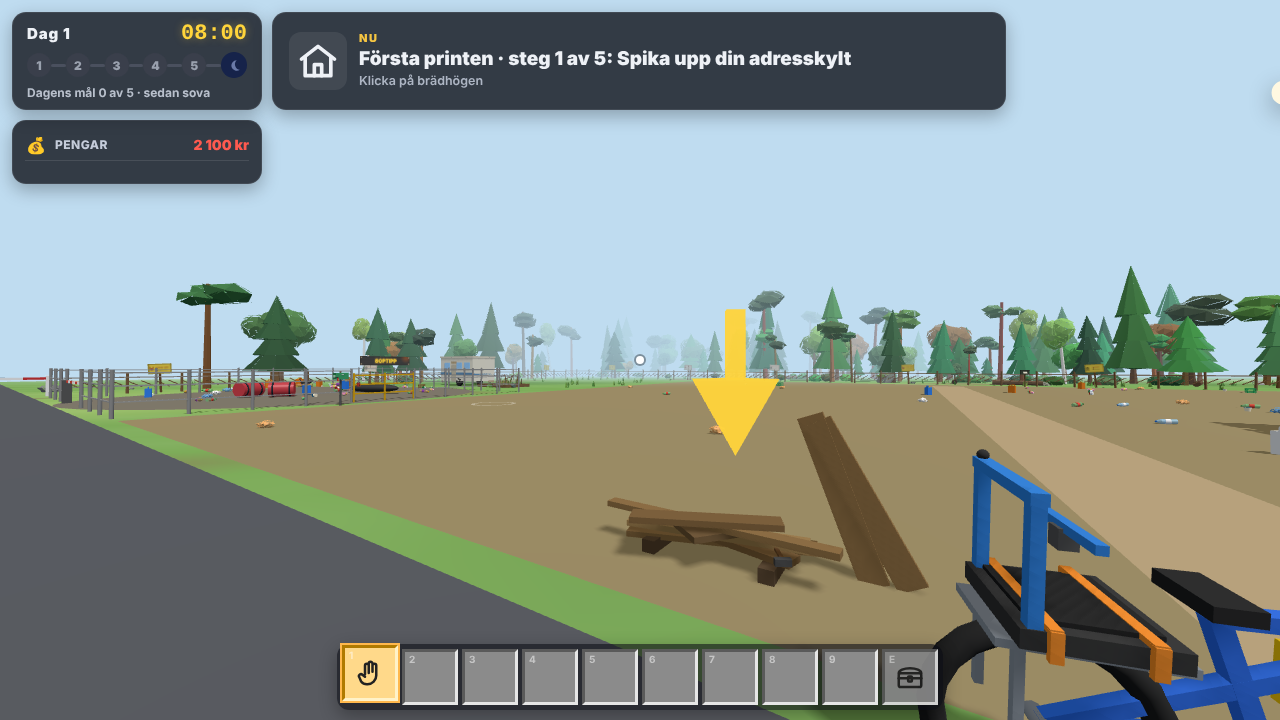 Dag 1
08:00
1 2 3 4 5
Dagens mål 0 av 5 · sedan sova
PENGAR
2 100 kr
NU
Första printen · steg 1 av 5: Spika upp din adresskylt
Klicka på brädhögen
1 2 3 4 5 6 7 8 9 E